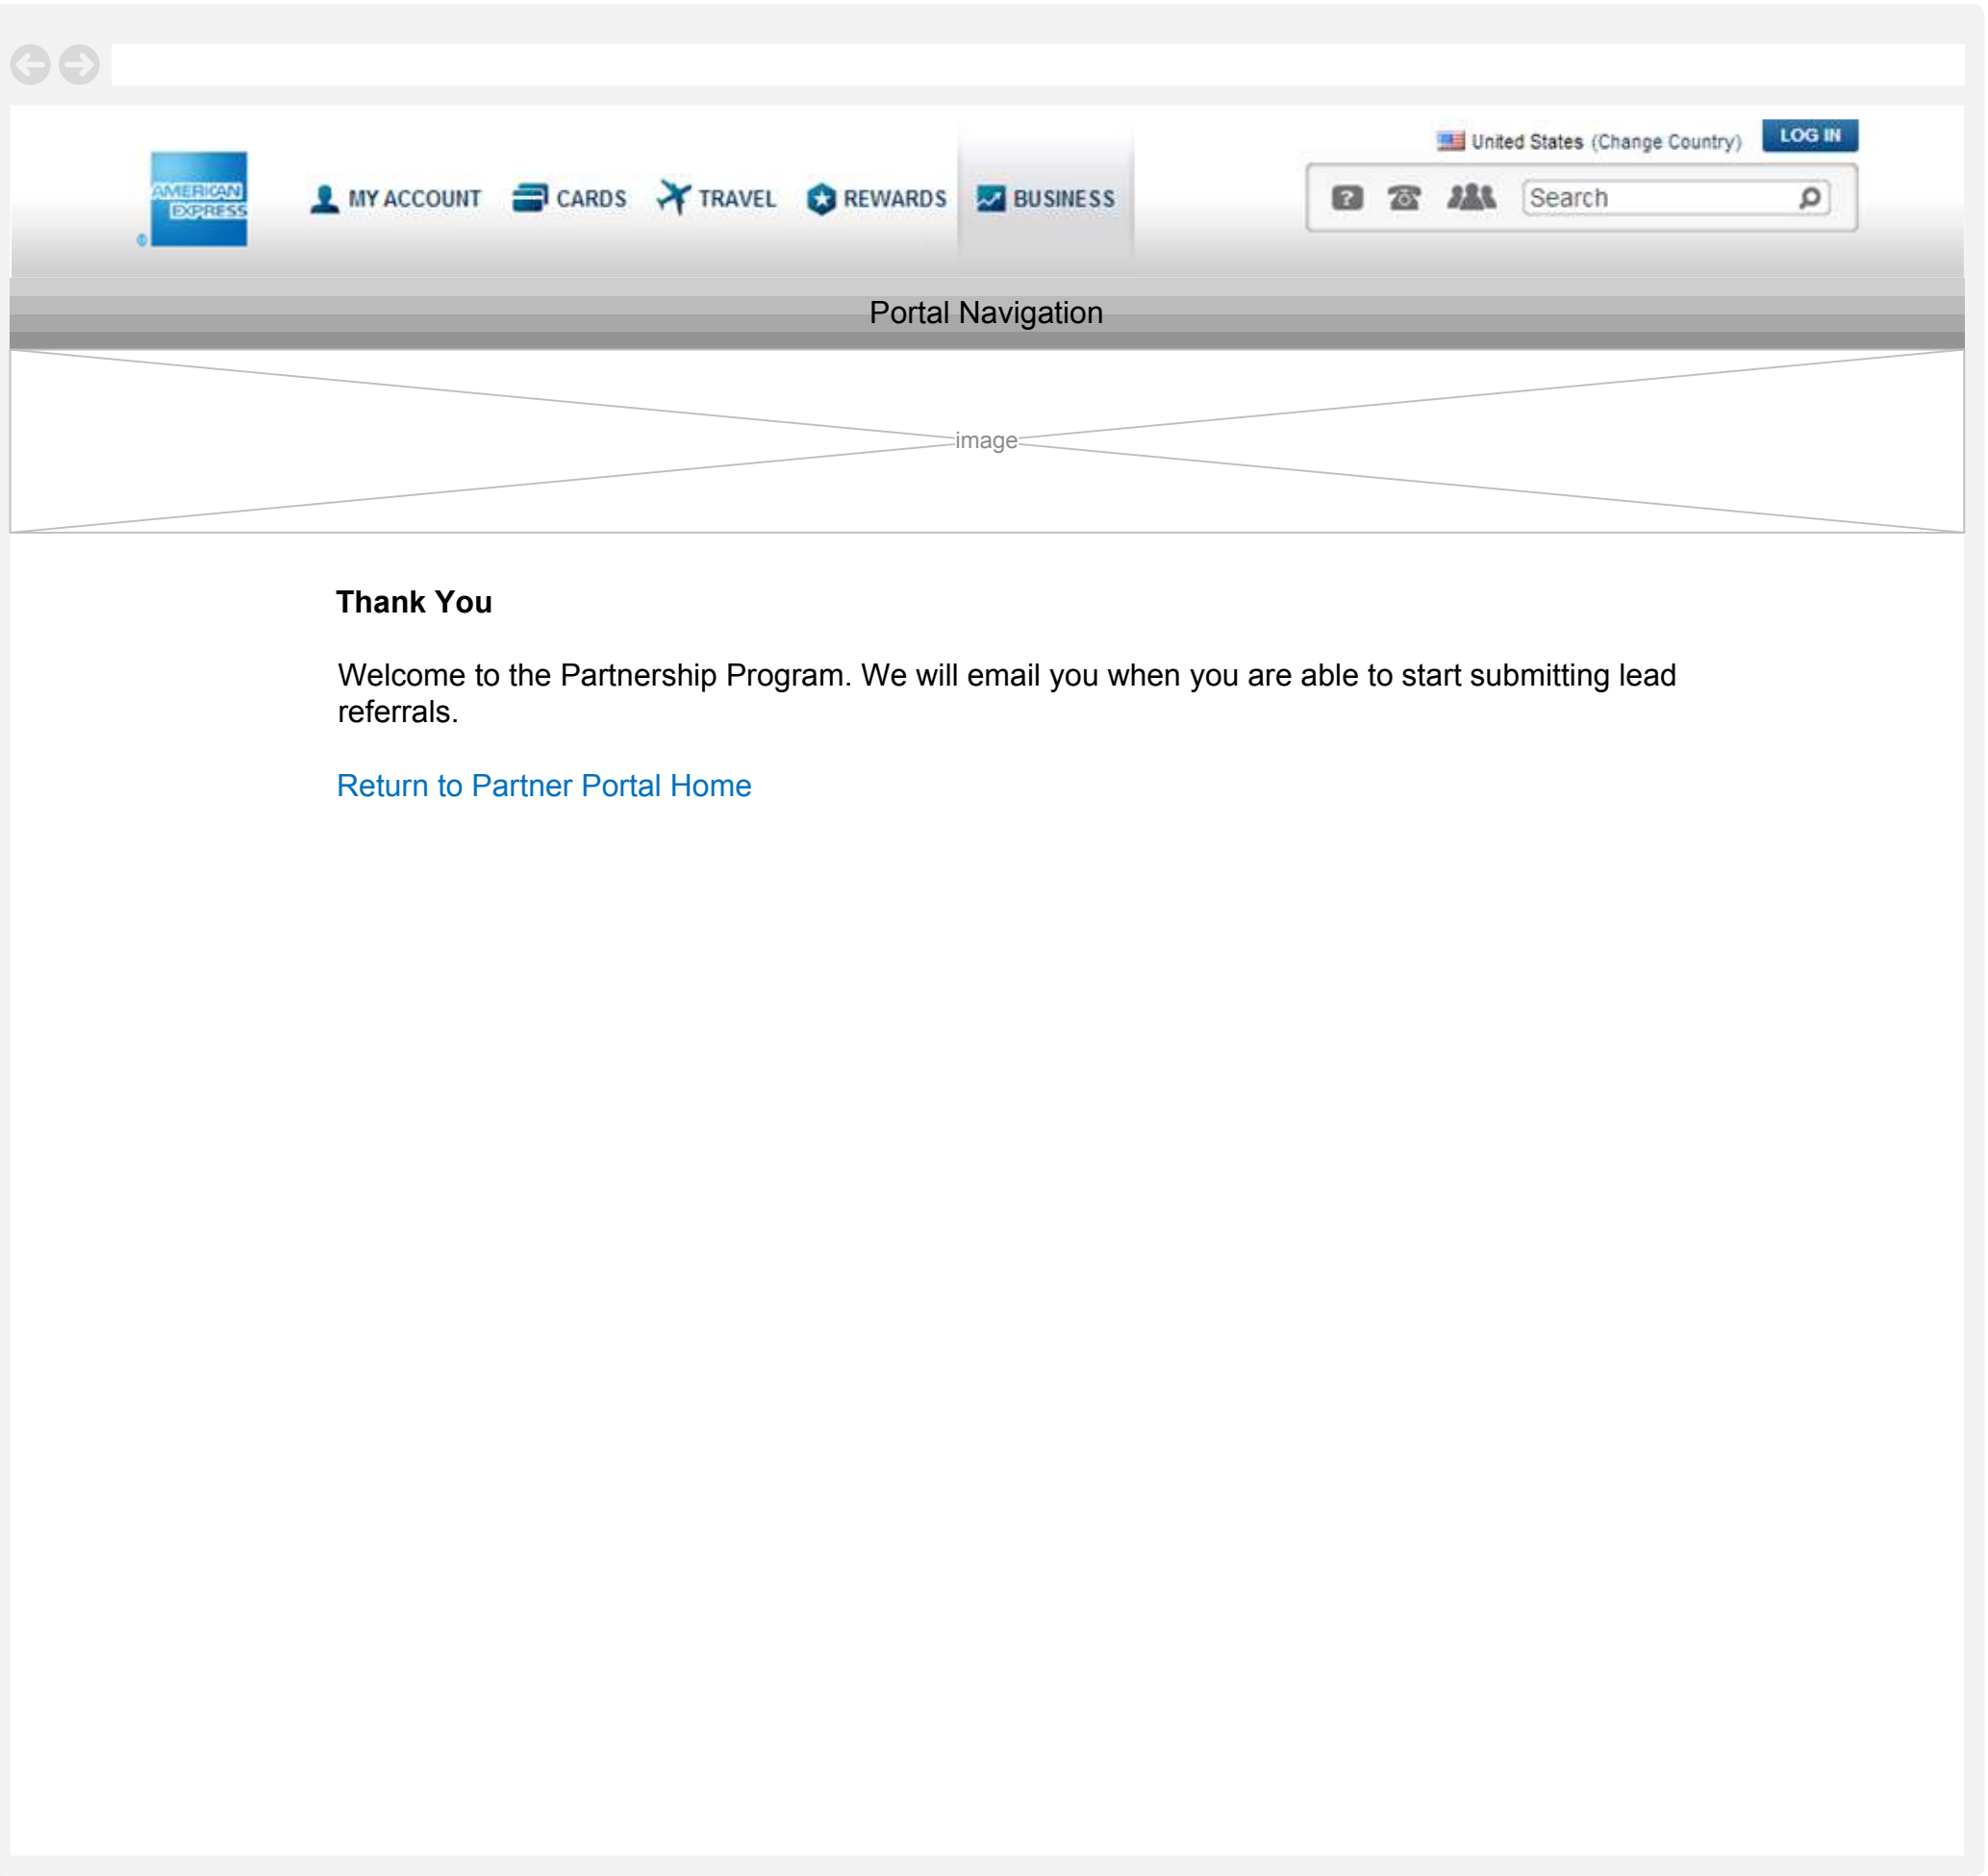 United States (Change Country) LOG IN
AMERICAN
EXPRESS
®
MY ACCOUNT CARDS TRAVEL REWARDS BUSINESS
? Search
Portal Navigation
image
Thank You
Welcome to the Partnership Program. We will email you when you are able to start submitting lead
referrals.
Return to Partner Portal Home